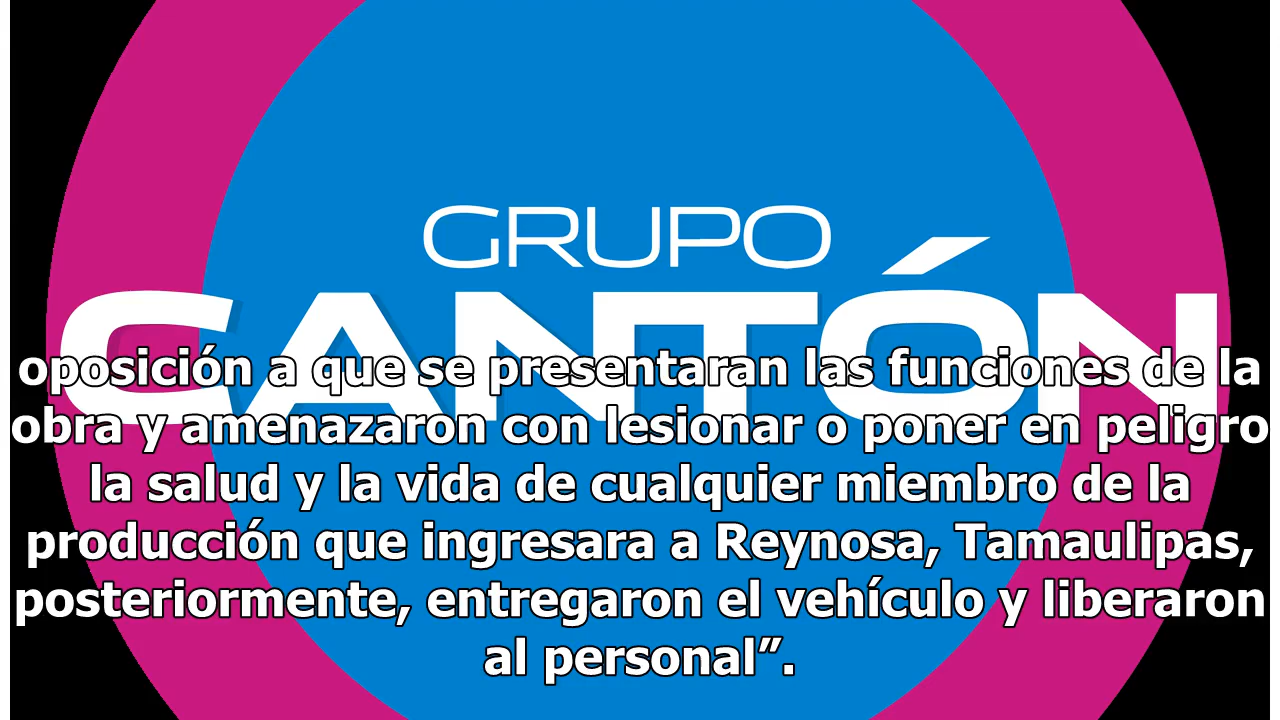 GRUPO
CANTÓN
oposición a que se presentaran las funciones de la
obra y amenazaron con lesionar o poner en peligro
la salud y la vida de cualquier miembro de la
producción que ingresara a Reynosa, Tamaulipas,
posteriormente, entregaron el vehículo y liberaron
al personal”.